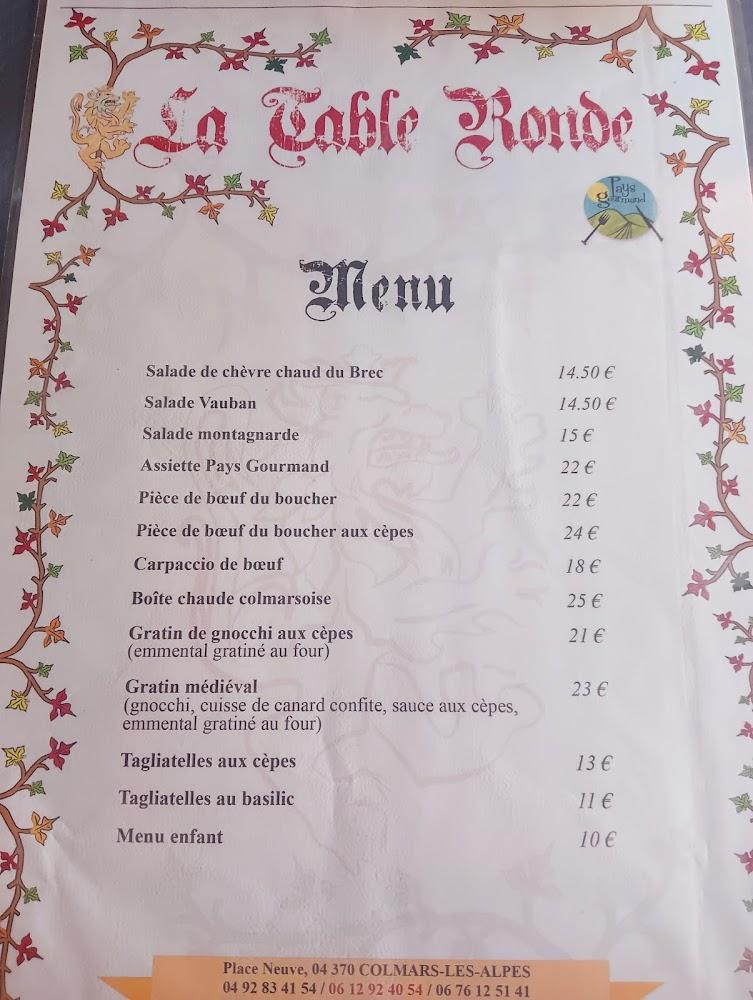 La Table Ronde
Pays
gourmand
Menu
Salade de chèvre chaud du Brec 14.50 €
Salade Vauban 14.50 €
Salade montagnarde 15 €
Assiette Pays Gourmand 22 €
Pièce de bœuf du boucher 22 €
Pièce de bœuf du boucher aux cèpes 24 €
Carpaccio de bœuf 18 €
Boîte chaude colmarsoise 25 €
Gratin de gnocchi aux cèpes 21 €
(emmental gratiné au four)
Gratin médiéval 23 €
(gnocchi, cuisse de canard confite, sauce aux cèpes,
emmental gratiné au four)
Tagliatelles aux cèpes 13 €
Tagliatelles au basilic 11 €
Menu enfant 10 €
Place Neuve, 04 370 COLMARS-LES-ALPES
04 92 83 41 54 / 06 12 92 40 54 / 06 76 12 51 41